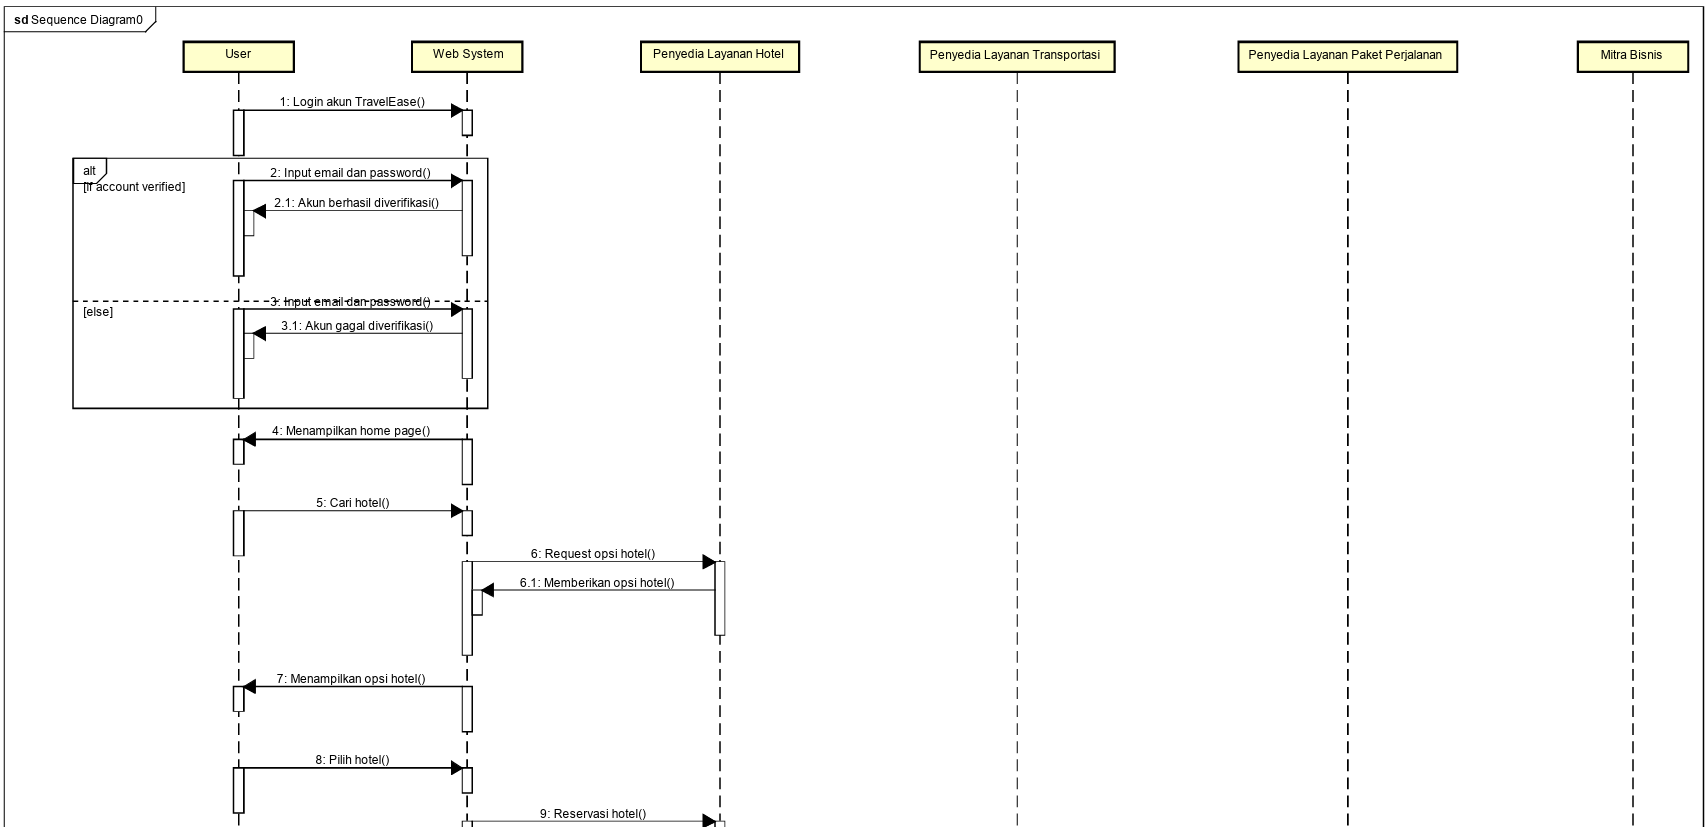 sd Sequence Diagram0
User
Web System
Penyedia Layanan Hotel
Penyedia Layanan Transportasi
Penyedia Layanan Paket Perjalanan
Mitra Bisnis
1: Login akun TravelEase()
alt
[if account verified]
2: Input email dan password()
2.1: Akun berhasil diverifikasi()
[else]
3: Input email dan password()
3.1: Akun gagal diverifikasi()
4: Menampilkan home page()
5: Cari hotel()
6: Request opsi hotel()
6.1: Memberikan opsi hotel()
7: Menampilkan opsi hotel()
8: Pilih hotel()
9: Reservasi hotel()